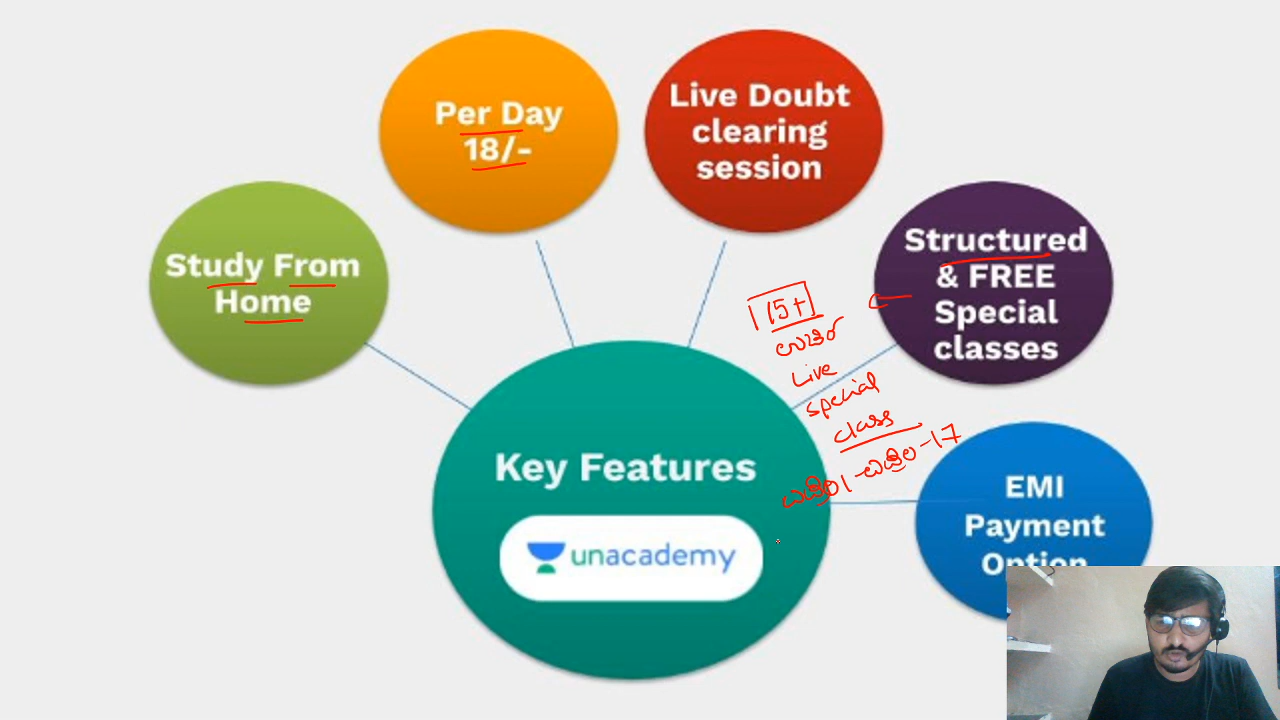 Per Day
18/-
Live Doubt
clearing
session
Study From
Home
Structured
& FREE
Special
classes
15+
ಉಚಿತ
Live
special
class
Key Features
unacademy
EMI
Payment
Option